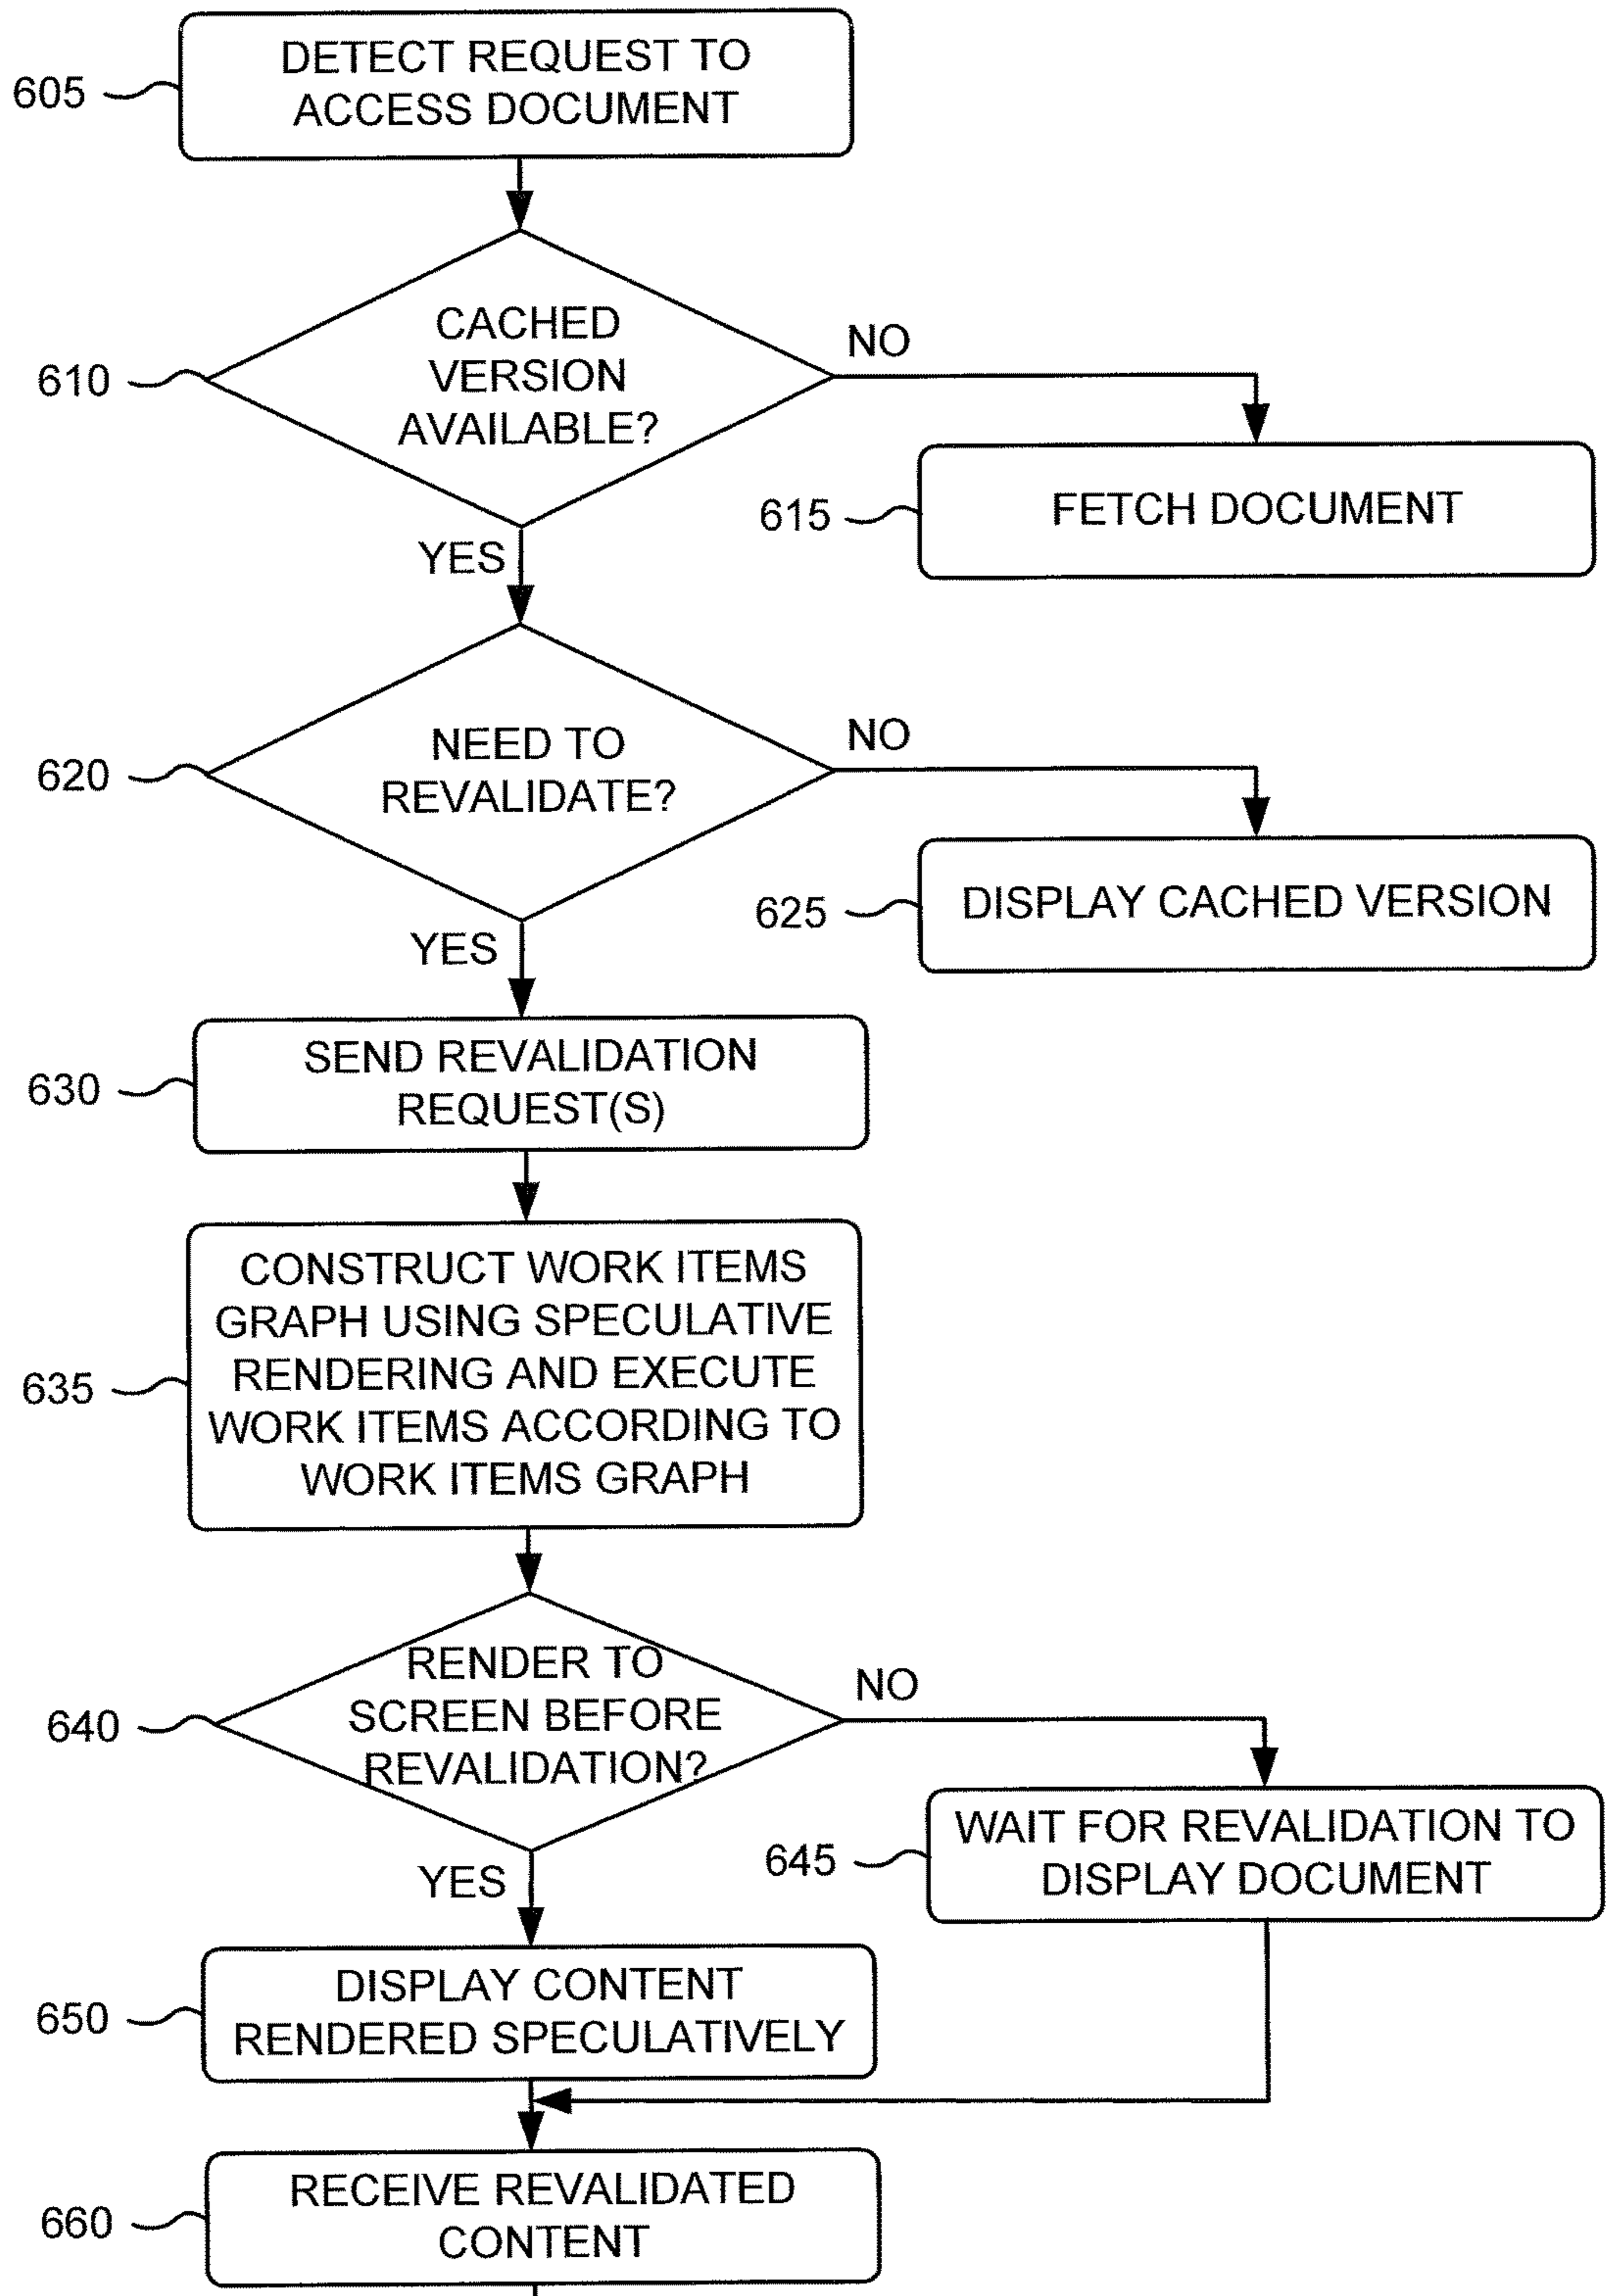 DETECT REQUEST TO
ACCESS DOCUMENT
605
CACHED
VERSION
AVAILABLE?
610
NO
FETCH DOCUMENT
615
YES
NEED TO
REVALIDATE?
620
NO
DISPLAY CACHED VERSION
625
YES
SEND REVALIDATION
REQUEST(S)
630
CONSTRUCT WORK ITEMS
GRAPH USING SPECULATIVE
RENDERING AND EXECUTE
WORK ITEMS ACCORDING TO
WORK ITEMS GRAPH
635
RENDER TO
SCREEN BEFORE
REVALIDATION?
640
NO
WAIT FOR REVALIDATION TO
DISPLAY DOCUMENT
645
YES
DISPLAY CONTENT
RENDERED SPECULATIVELY
650
RECEIVE REVALIDATED
CONTENT
660